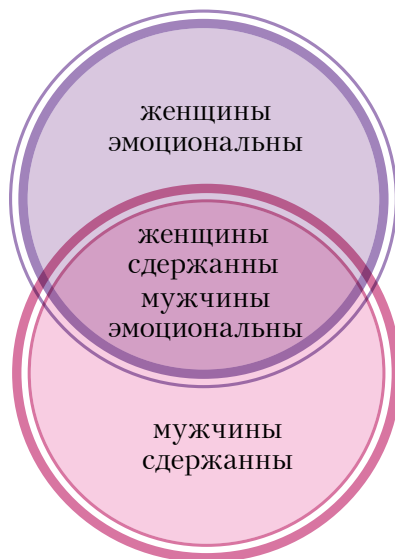 женщины
эмоциональны
женщины
сдержанны
мужчины
эмоциональны
мужчины
сдержанны